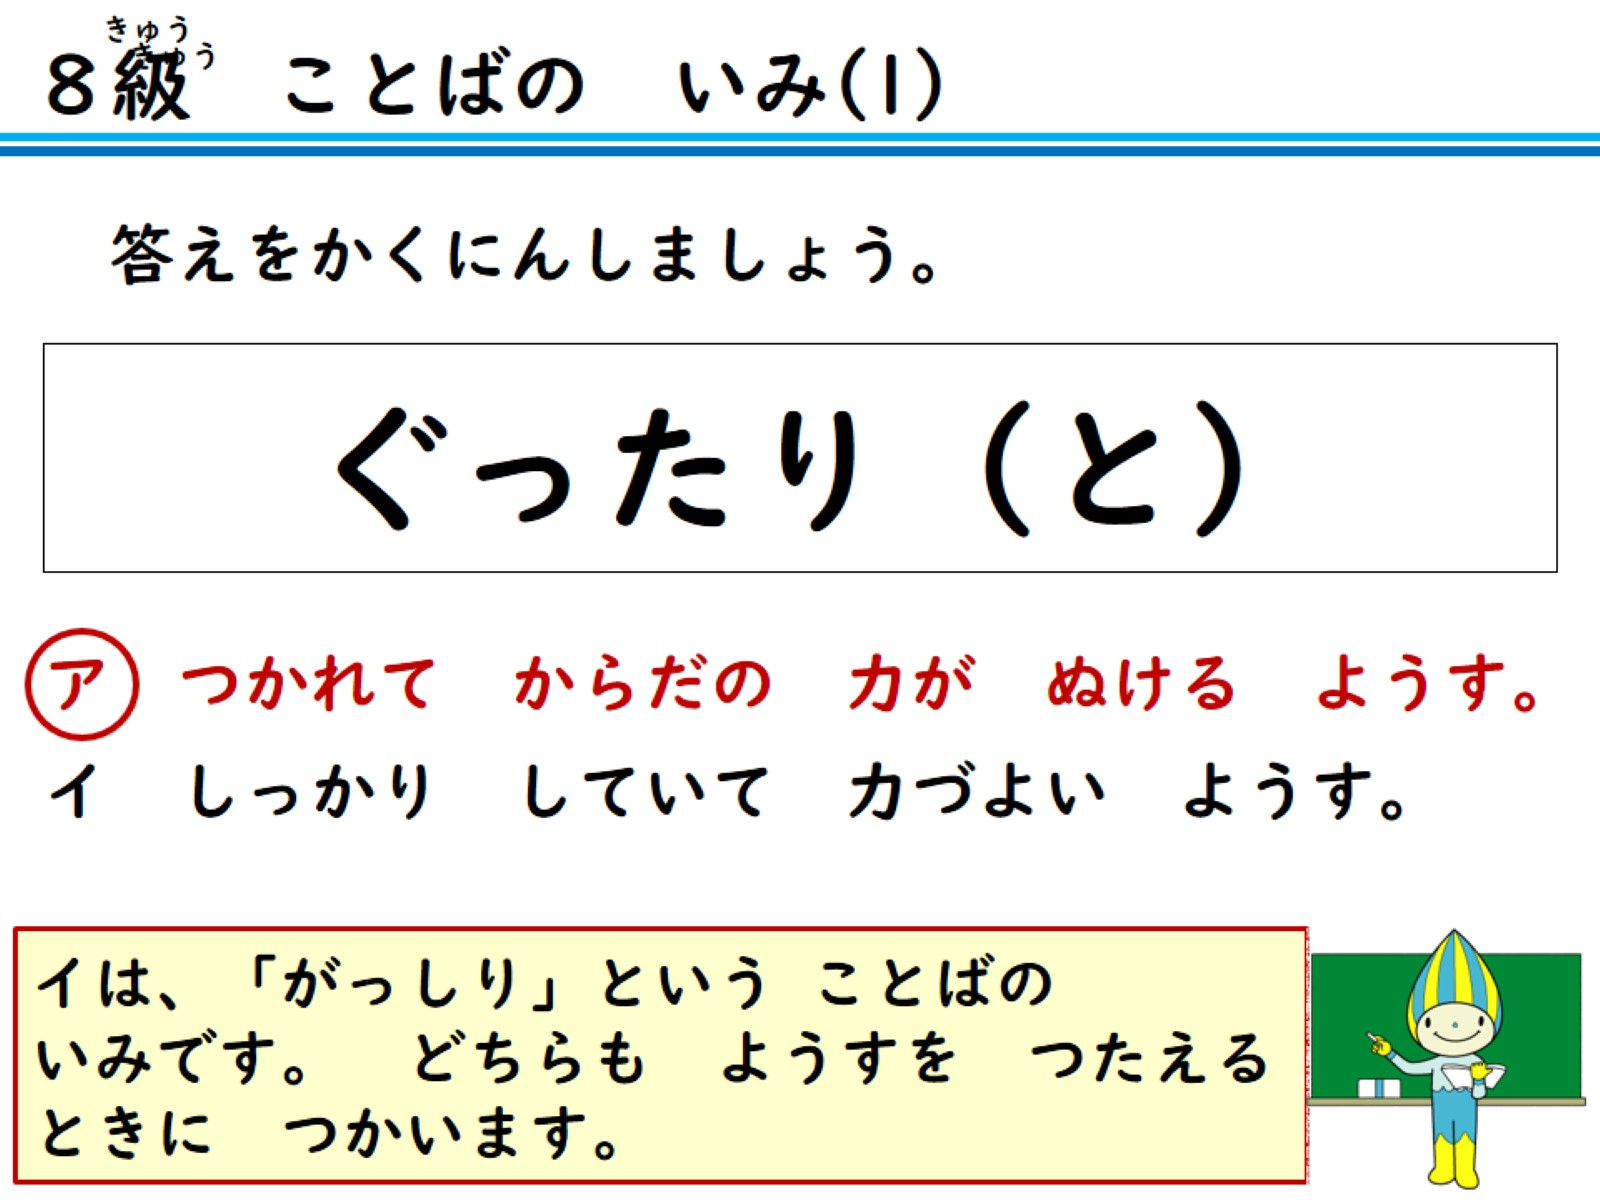 きゅう
きゅう
８級　ことばの　いみ(1)
答えをかくにんしましょう。
ぐったり（と）
ア　つかれて　からだの　力が　ぬける　ようす。
イ　しっかり　していて　力づよい　ようす。
イは、「がっしり」という ことばの
いみです。　どちらも　ようすを　つたえる
ときに　つかいます。